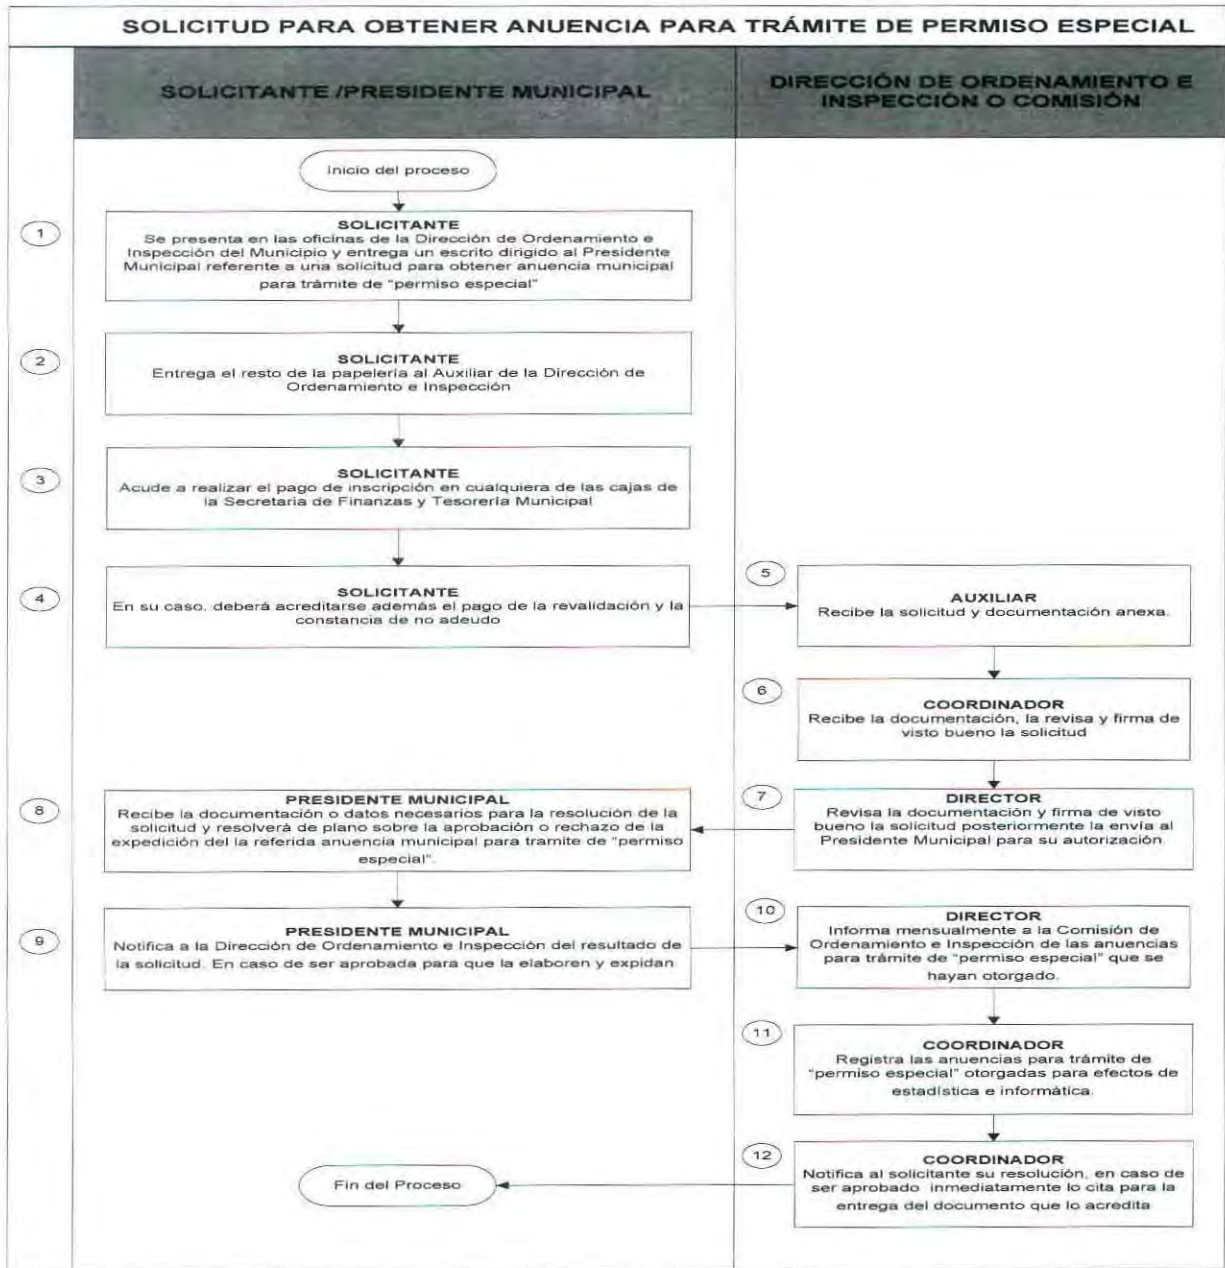 SOLICITUD PARA OBTENER ANUENCIA PARA TRÁMITE DE PERMISO ESPECIAL
SOLICITANTE /PRESIDENTE MUNICIPAL
DIRECCIÓN DE ORDENAMIENTO E
INSPECCIÓN O COMISIÓN
Inicio del proceso
1
SOLICITANTE
Se presenta en las oficinas de la Dirección de Ordenamiento e
Inspección del Municipio y entrega un escrito dirigido al Presidente
Municipal referente a una solicitud para obtener anuencia municipal
para trámite de "permiso especial"
2
SOLICITANTE
Entrega el resto de la papelería al Auxiliar de la Dirección de
Ordenamiento e Inspección
3
SOLICITANTE
Acude a realizar el pago de inscripción en cualquiera de las cajas de
la Secretaria de Finanzas y Tesorería Municipal
4
SOLICITANTE
En su caso, deberá acreditarse además el pago de la revalidación y la
constancia de no adeudo
5
AUXILIAR
Recibe la solicitud y documentación anexa.
6
COORDINADOR
Recibe la documentación, la revisa y firma de
visto bueno la solicitud
7
DIRECTOR
Revisa la documentación y firma de visto
bueno la solicitud posteriormente la envía al
Presidente Municipal para su autorización
8
PRESIDENTE MUNICIPAL
Recibe la documentación o datos necesarios para la resolución de la
solicitud y resolverá de plano sobre la aprobación o rechazo de la
expedición del la referida anuencia municipal para tramite de "permiso
especial".
9
PRESIDENTE MUNICIPAL
Notifica a la Dirección de Ordenamiento e Inspección del resultado de
la solicitud. En caso de ser aprobada para que la elaboren y expidan
10
DIRECTOR
Informa mensualmente a la Comisión de
Ordenamiento e Inspección de las anuencias
para trámite de "permiso especial" que se
hayan otorgado.
11
COORDINADOR
Registra las anuencias para trámite de
"permiso especial" otorgadas para efectos de
estadística e informática.
12
COORDINADOR
Notifica al solicitante su resolución, en caso de
ser aprobado inmediatamente lo cita para la
entrega del documento que lo acredita
Fin del Proceso